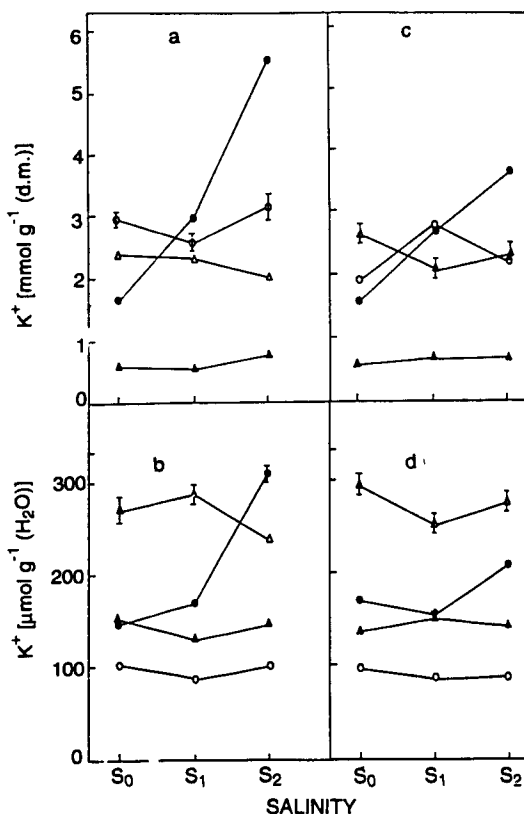 a
c
6
5
4
3
2
1
0
K⁺ [mmol g⁻¹ (d.m.)]
b
d
300
200
100
0
K⁺ [μmol g⁻¹ (H₂O)]
S₀ S₁ S₂ S₀ S₁ S₂
SALINITY